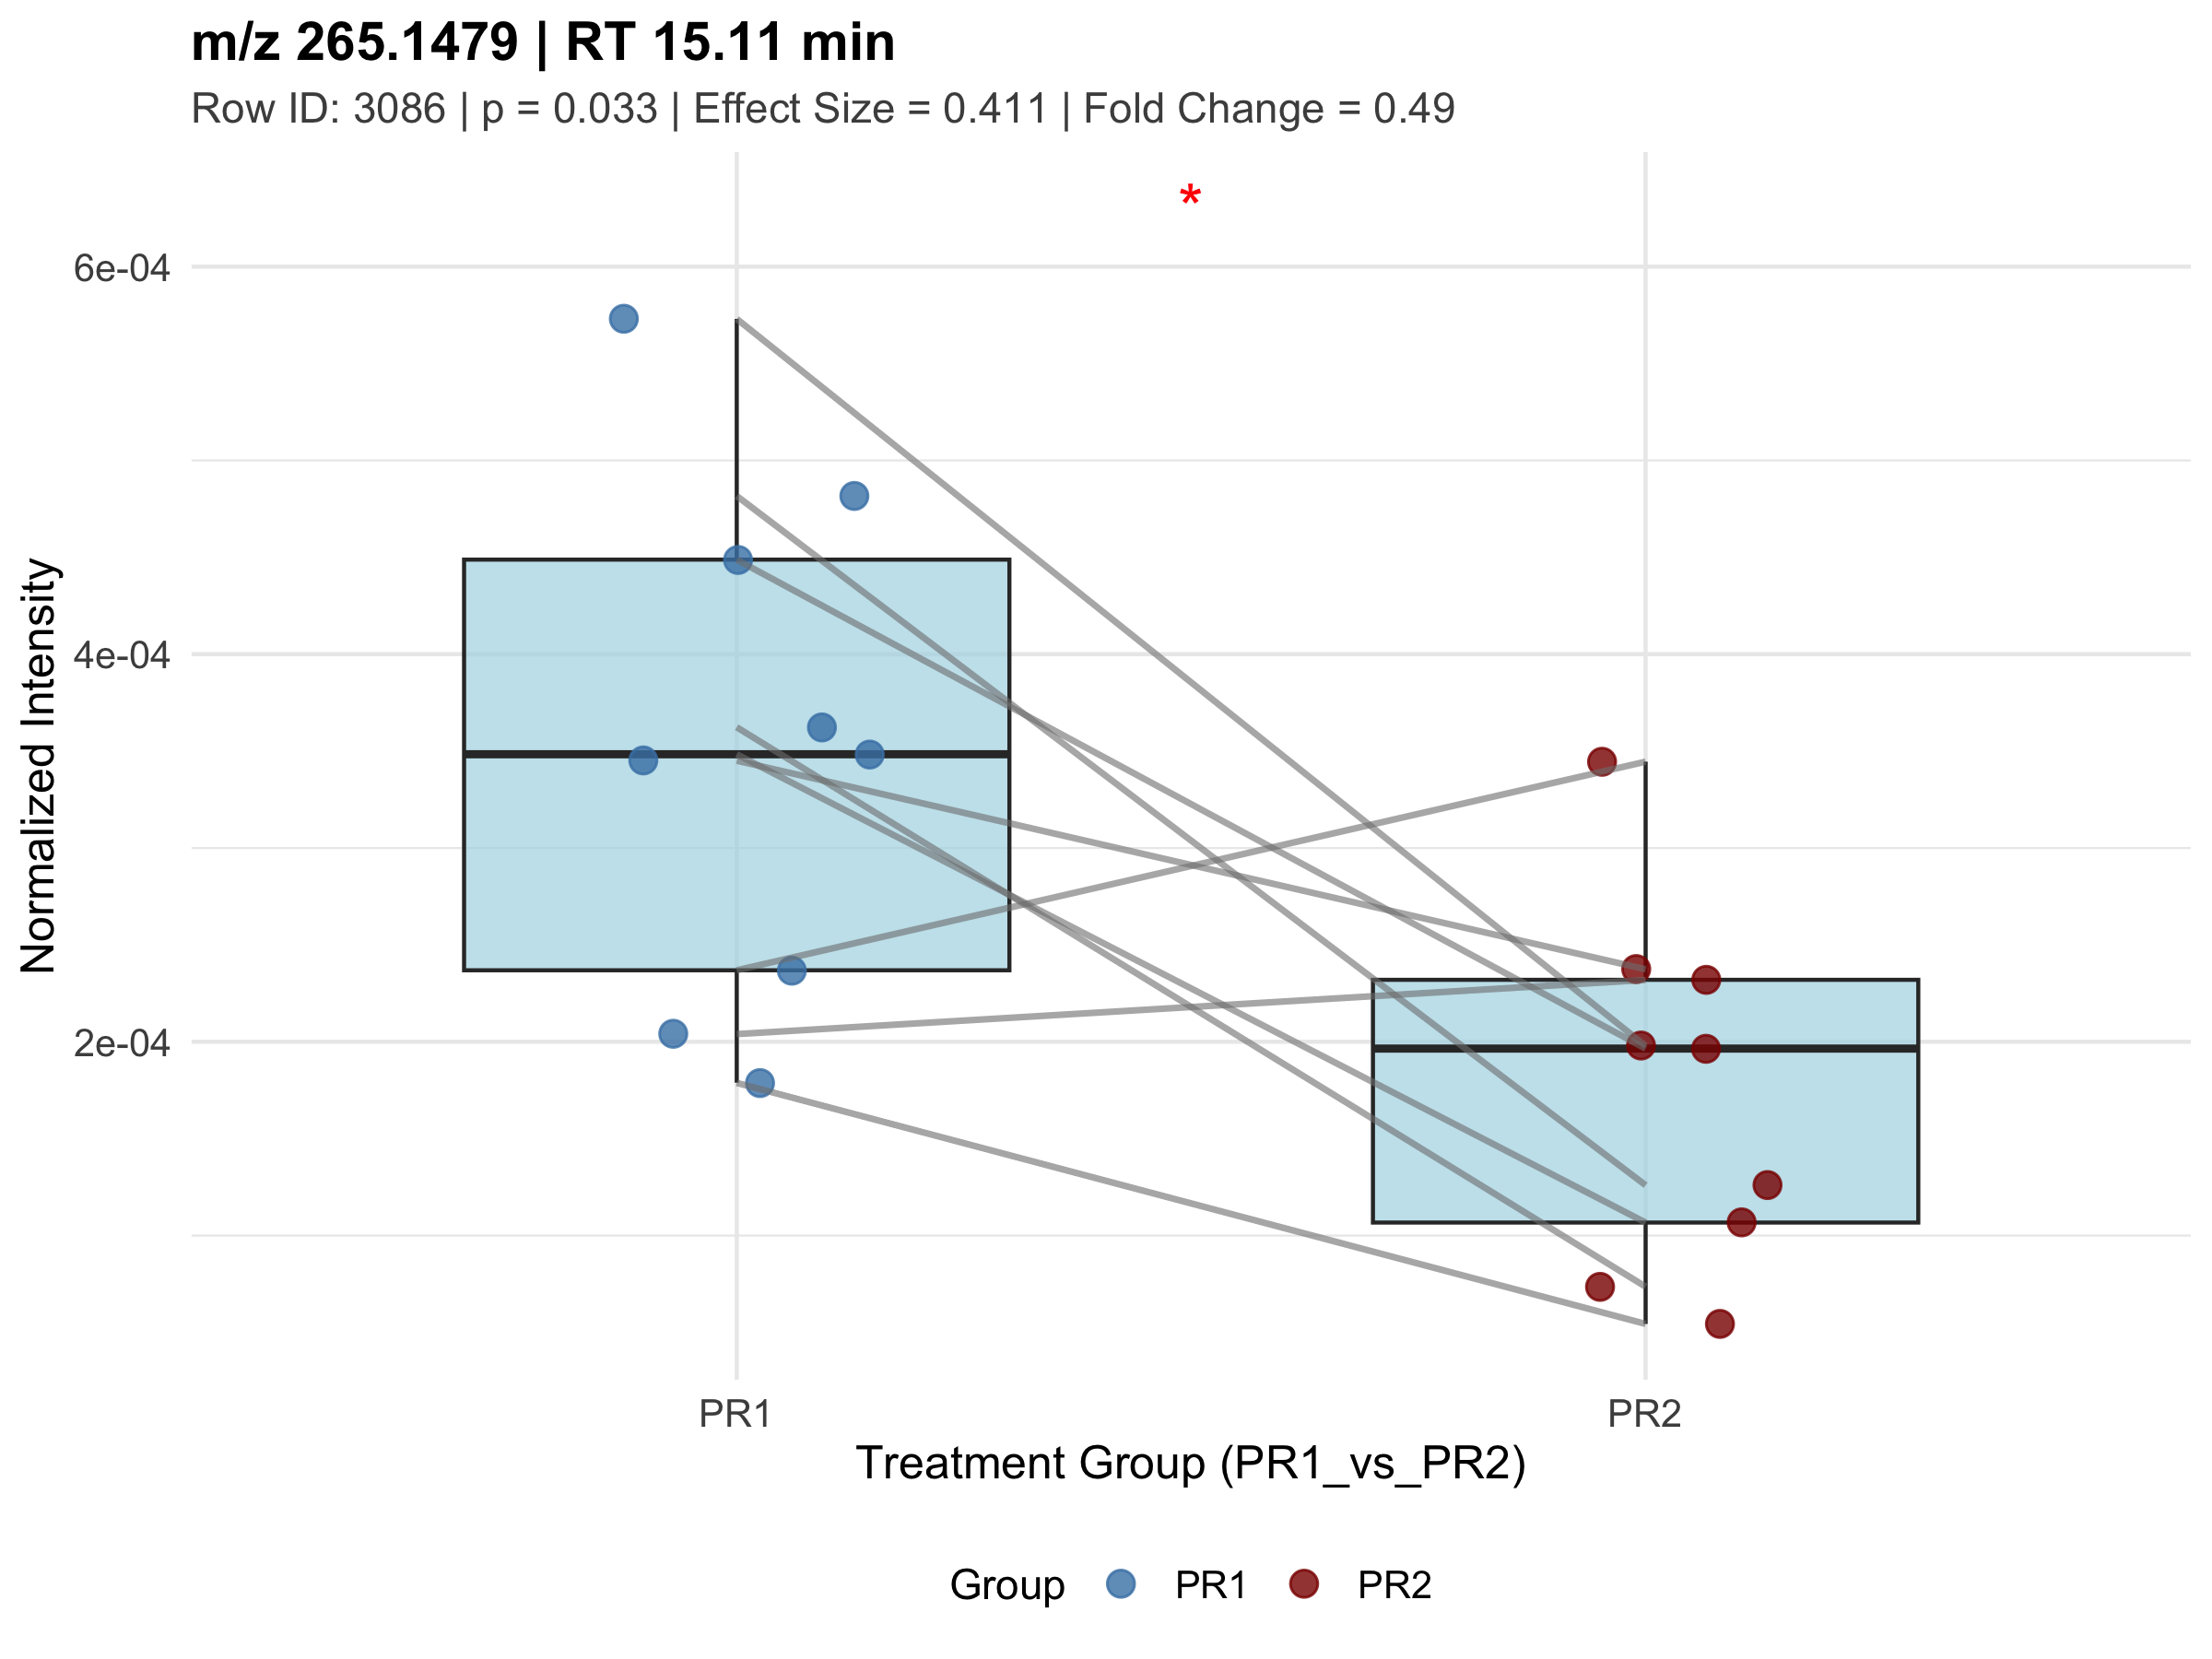 m/z 265.1479 | RT 15.11 min
Row ID: 3086 | p = 0.033 | Effect Size = 0.411 | Fold Change = 0.49
*
6e-04
4e-04
2e-04
Normalized Intensity
PR1
PR2
Treatment Group (PR1_vs_PR2)
Group PR1 PR2